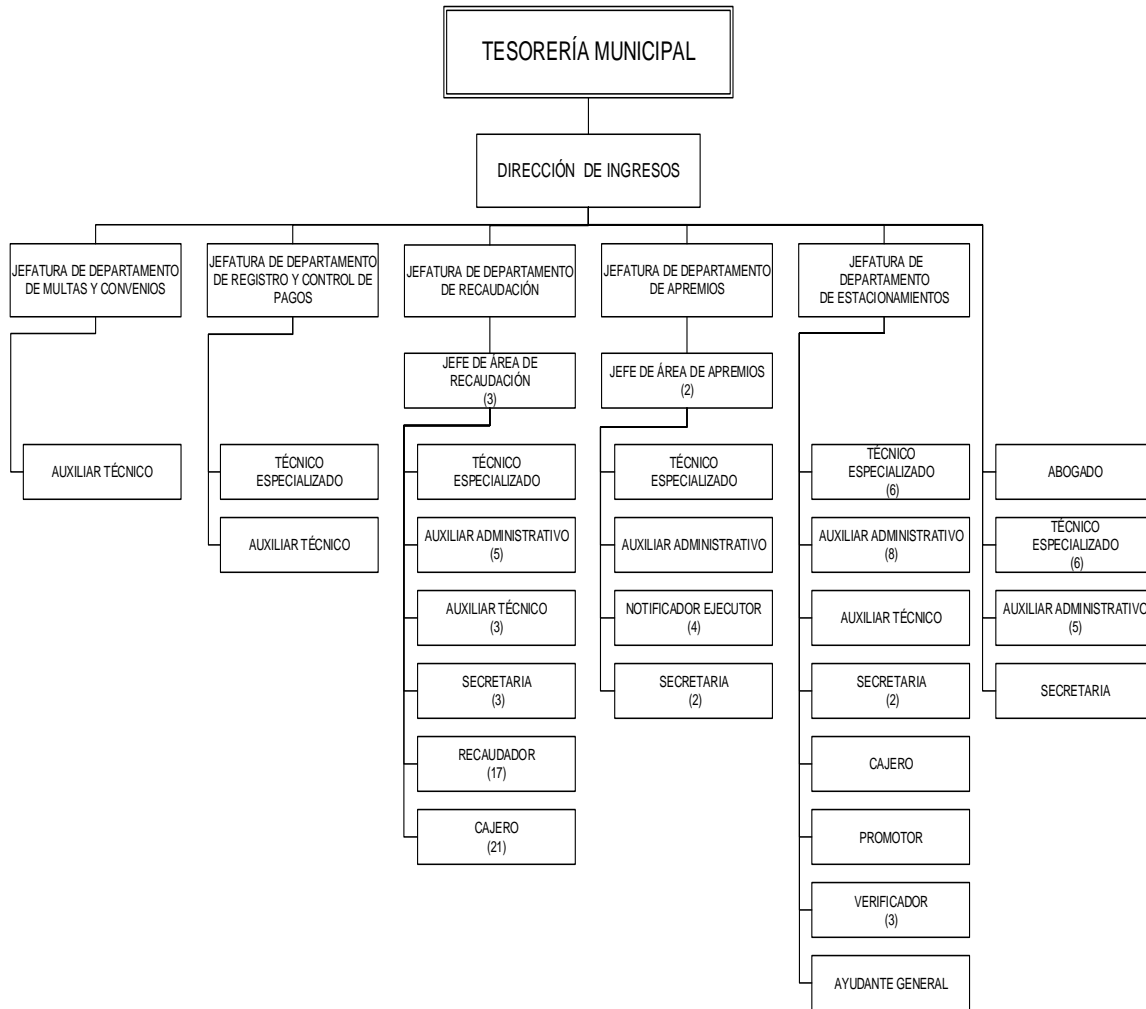 TESORERÍA MUNICIPAL
DIRECCIÓN DE INGRESOS
JEFATURA DE DEPARTAMENTO
DE MULTAS Y CONVENIOS
JEFATURA DE DEPARTAMENTO
DE REGISTRO Y CONTROL DE
PAGOS
JEFATURA DE DEPARTAMENTO
DE RECAUDACIÓN
JEFATURA DE DEPARTAMENTO
DE APREMIOS
JEFATURA DE
DEPARTAMENTO
DE ESTACIONAMIENTOS
JEFE DE ÁREA DE
RECAUDACIÓN
(3)
JEFE DE ÁREA DE APREMIOS
(2)
AUXILIAR TÉCNICO
TÉCNICO
ESPECIALIZADO
TÉCNICO
ESPECIALIZADO
TÉCNICO
ESPECIALIZADO
TÉCNICO
ESPECIALIZADO
(6)
ABOGADO
AUXILIAR TÉCNICO
AUXILIAR ADMINISTRATIVO
(5)
AUXILIAR ADMINISTRATIVO
AUXILIAR ADMINISTRATIVO
(8)
TÉCNICO
ESPECIALIZADO
(6)
AUXILIAR TÉCNICO
(3)
NOTIFICADOR EJECUTOR
(4)
AUXILIAR TÉCNICO
AUXILIAR ADMINISTRATIVO
(5)
SECRETARIA
(3)
SECRETARIA
(2)
SECRETARIA
(2)
SECRETARIA
RECAUDADOR
(17)
CAJERO
CAJERO
(21)
PROMOTOR
VERIFICADOR
(3)
AYUDANTE GENERAL